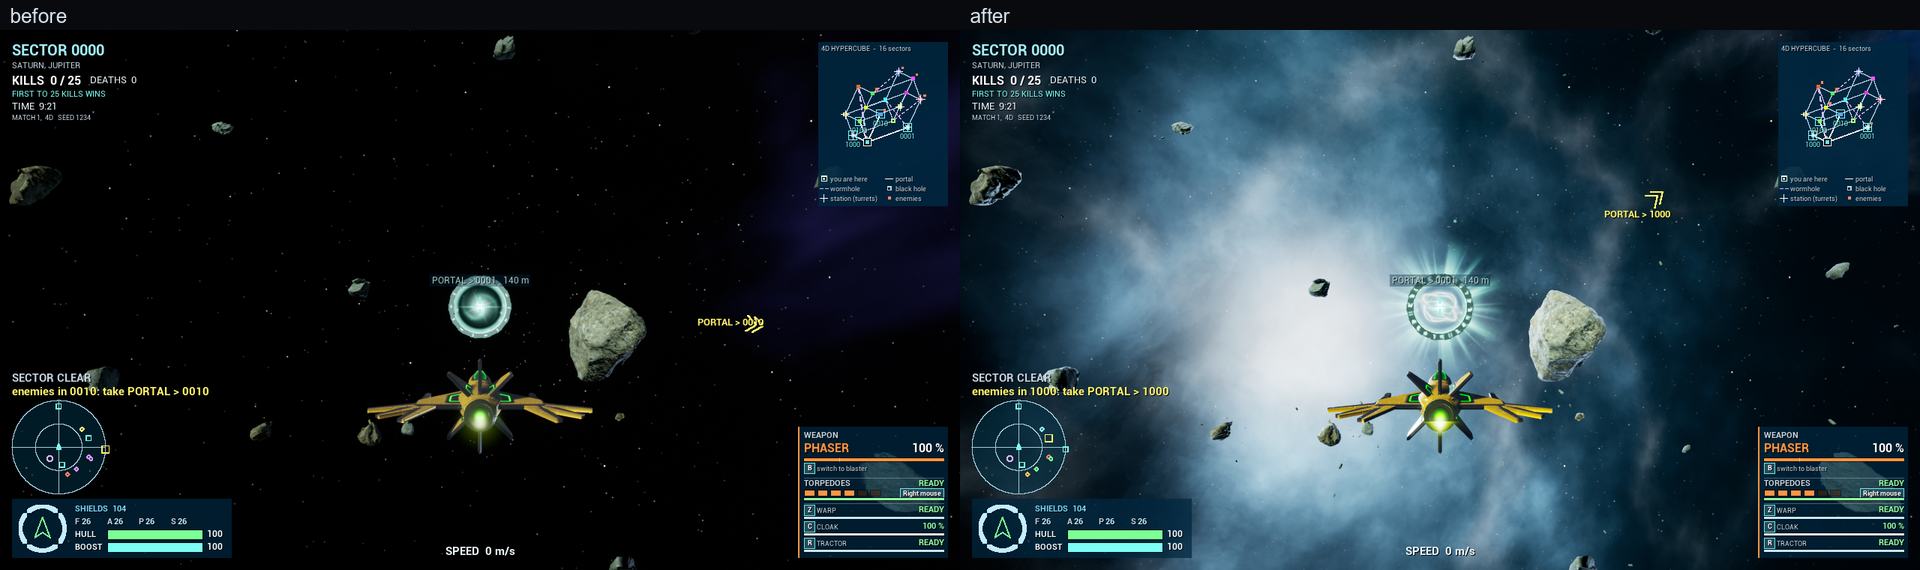 before
SECTOR 0000
SATURN, JUPITER
KILLS 0 / 25 DEATHS 0
FIRST TO 25 KILLS WINS
TIME 9:21
MATCH 1, 4D SEED 1234
4D HYPERCUBE - 16 sectors
0010
0001
1000
you are here
portal
wormhole
black hole
station (turrets)
enemies
PORTAL > 0001 140 m
PORTAL > 0010
SECTOR CLEAR
enemies in 0010: take PORTAL > 0010
SHIELDS 104
F 26 A 26 P 26 S 26
HULL 100
BOOST 100
SPEED 0 m/s
WEAPON
PHASER 100 %
B switch to blaster
TORPEDOES READY
Right mouse
Z WARP READY
C CLOAK 100 %
R TRACTOR READY
after
SECTOR 0000
SATURN, JUPITER
KILLS 0 / 25 DEATHS 0
FIRST TO 25 KILLS WINS
TIME 9:21
MATCH 1, 4D SEED 1234
4D HYPERCUBE - 16 sectors
0010
0001
1000
you are here
portal
wormhole
black hole
station (turrets)
enemies
PORTAL > 1000
PORTAL > 0001 140 m
SECTOR CLEAR
enemies in 1000: take PORTAL > 1000
SHIELDS 104
F 26 A 26 P 26 S 26
HULL 100
BOOST 100
SPEED 0 m/s
WEAPON
PHASER 100 %
B switch to blaster
TORPEDOES READY
Right mouse
Z WARP READY
C CLOAK 100 %
R TRACTOR READY